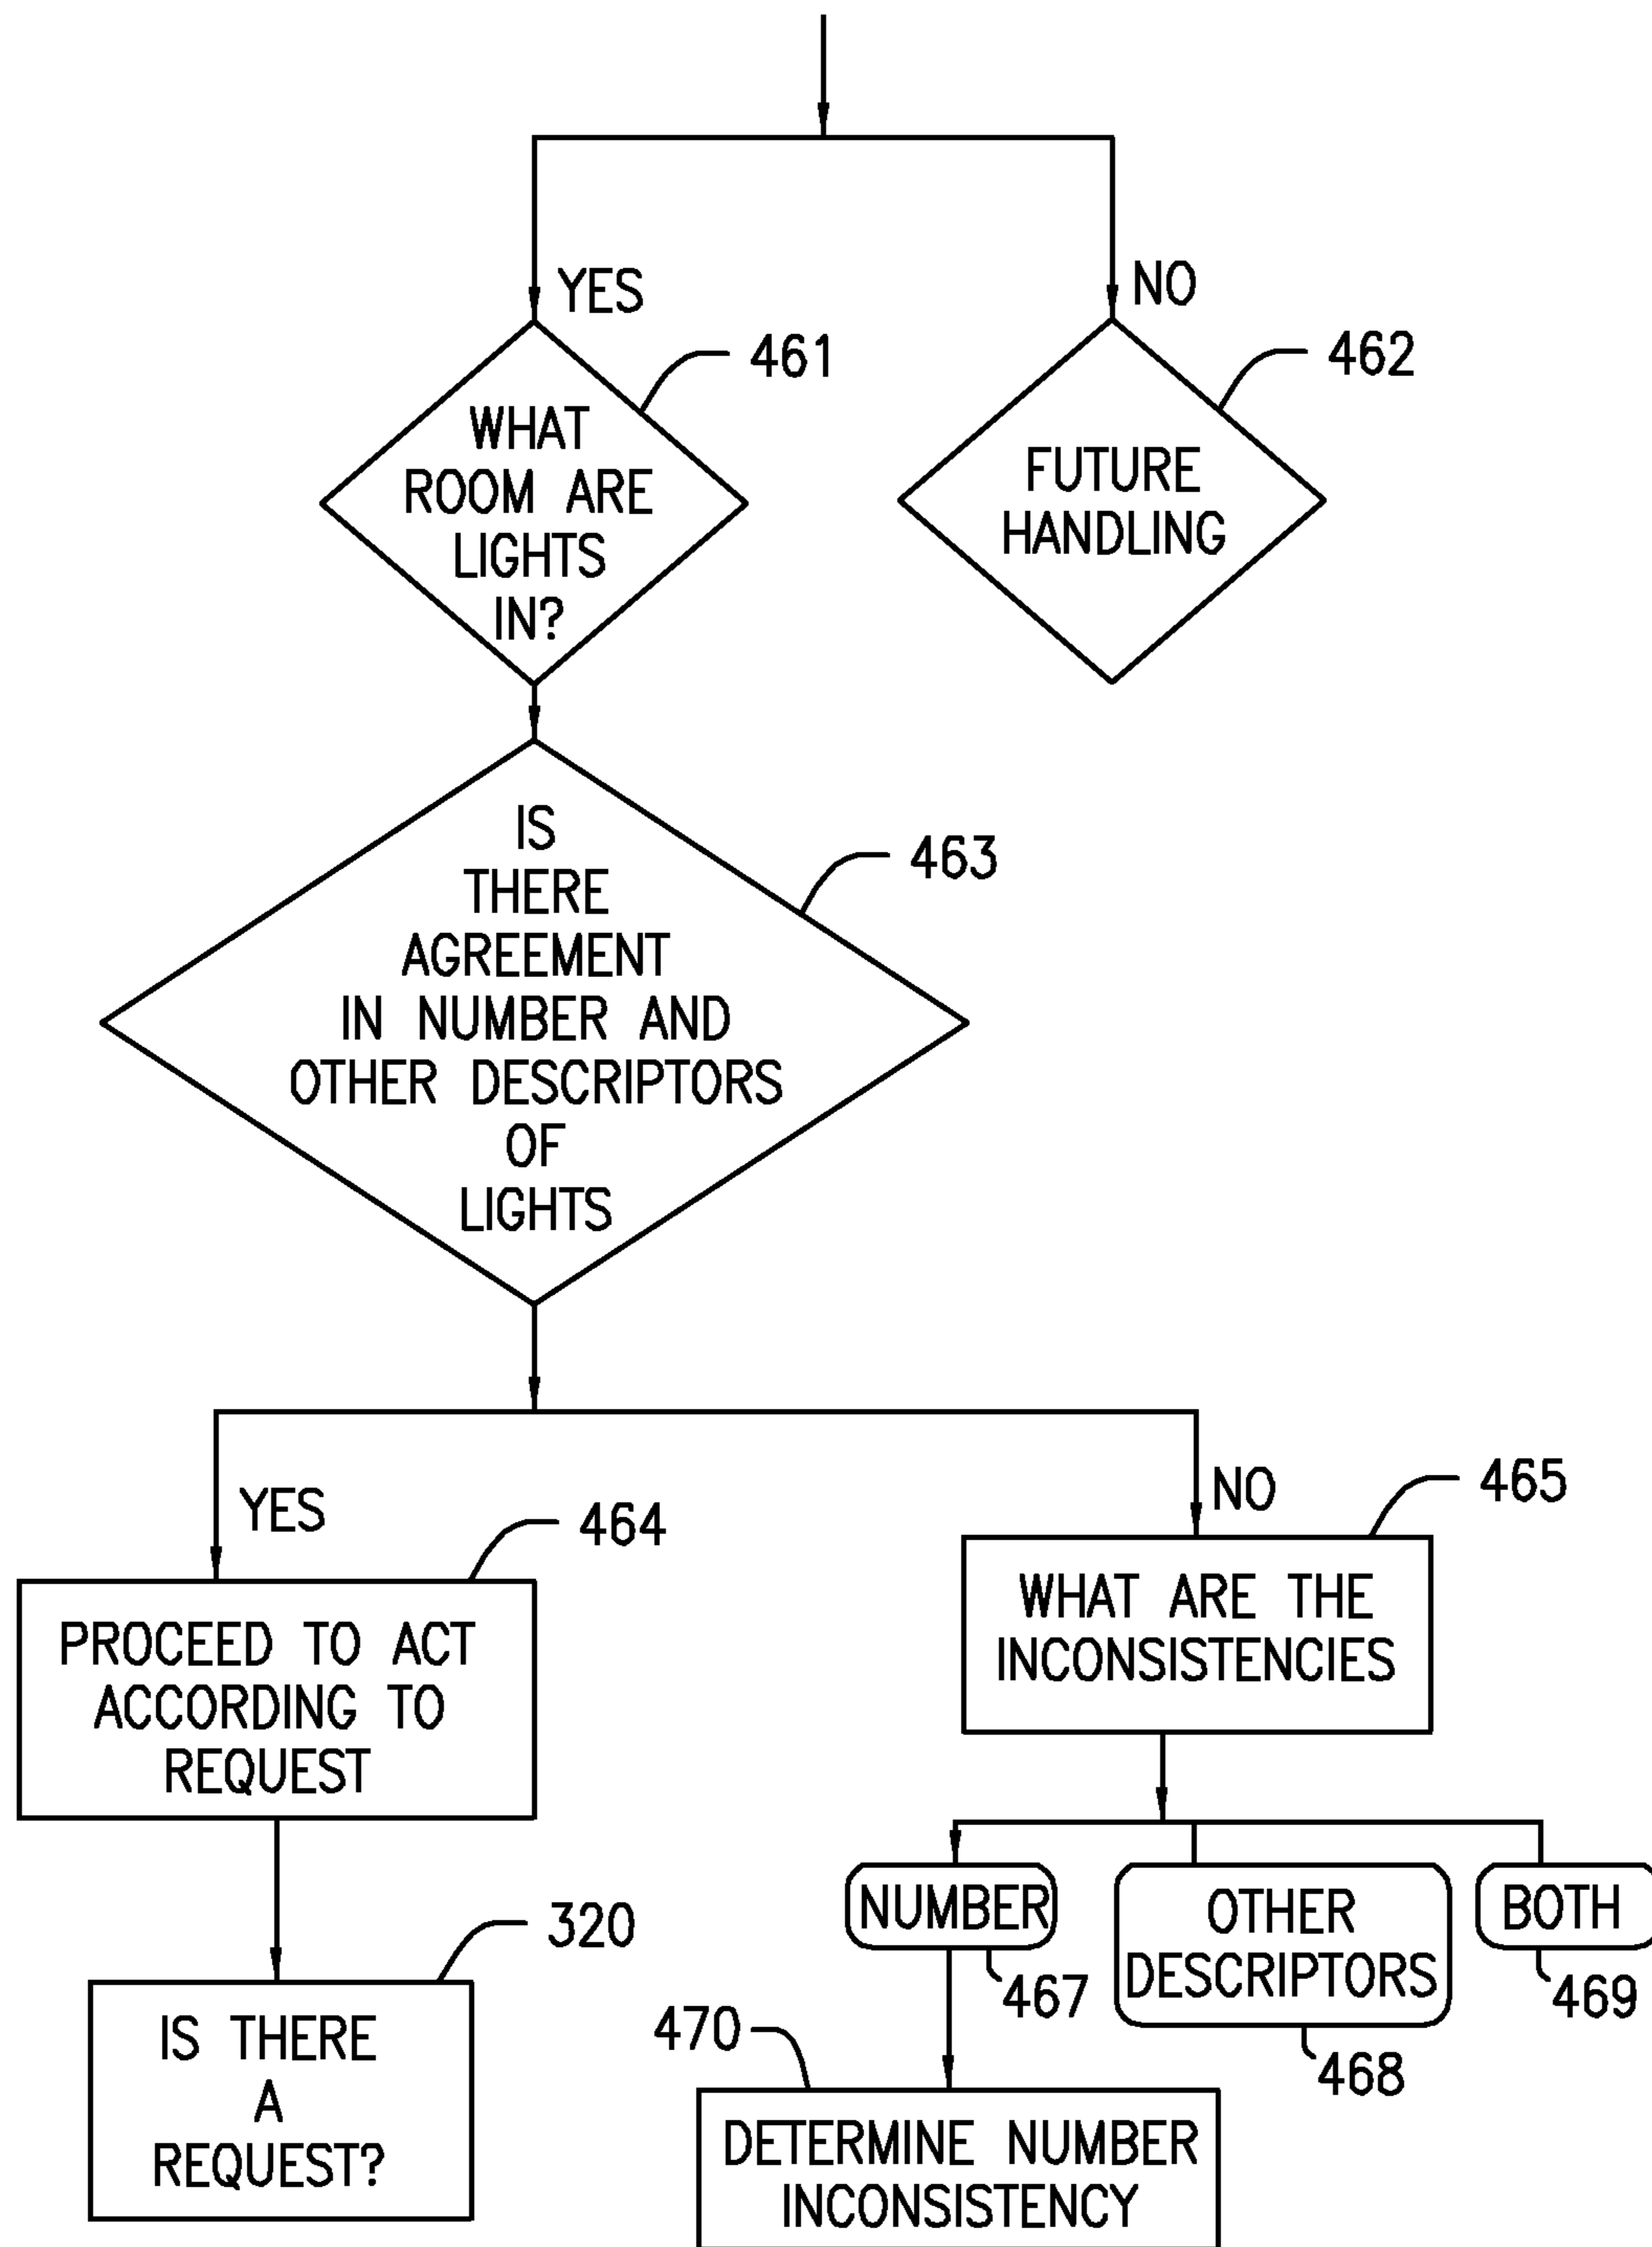 YES
NO
461
462
WHAT
ROOM ARE
LIGHTS
IN?
FUTURE
HANDLING
463
IS
THERE
AGREEMENT
IN NUMBER AND
OTHER DESCRIPTORS
OF
LIGHTS
YES
NO
464
465
PROCEED TO ACT
ACCORDING TO
REQUEST
WHAT ARE THE
INCONSISTENCIES
320
IS THERE
A
REQUEST?
NUMBER
467
OTHER
DESCRIPTORS
468
BOTH
469
470
DETERMINE NUMBER
INCONSISTENCY